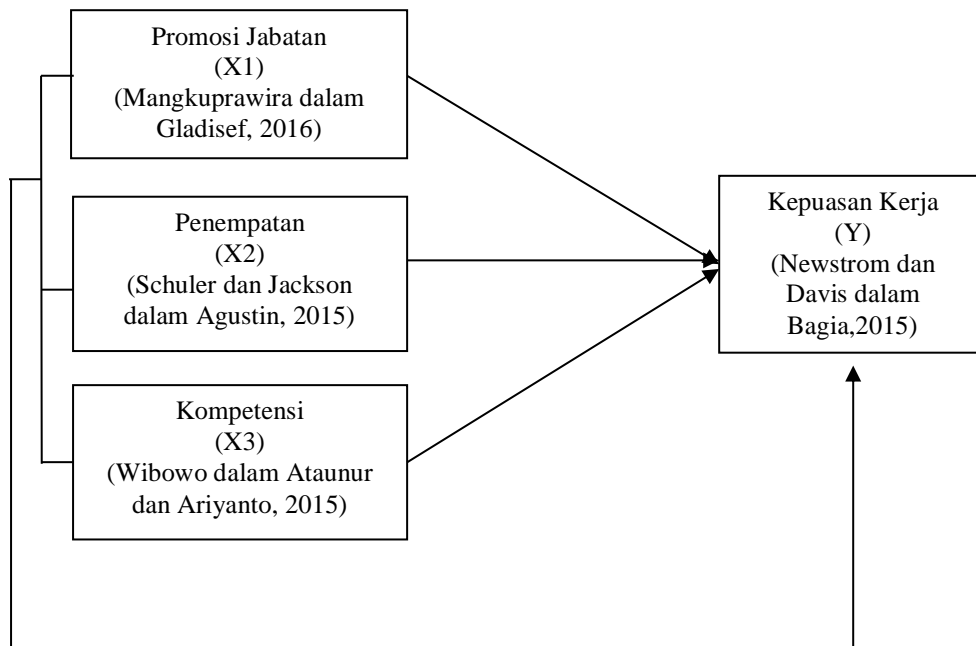 Promosi Jabatan
(X1)
(Mangkuprawira dalam
Gladisef, 2016)
Penempatan
(X2)
(Schuler dan Jackson
dalam Agustin, 2015)
Kompetensi
(X3)
(Wibowo dalam Ataunur
dan Ariyanto, 2015)
Kepuasan Kerja
(Y)
(Newstrom dan
Davis dalam
Bagia,2015)